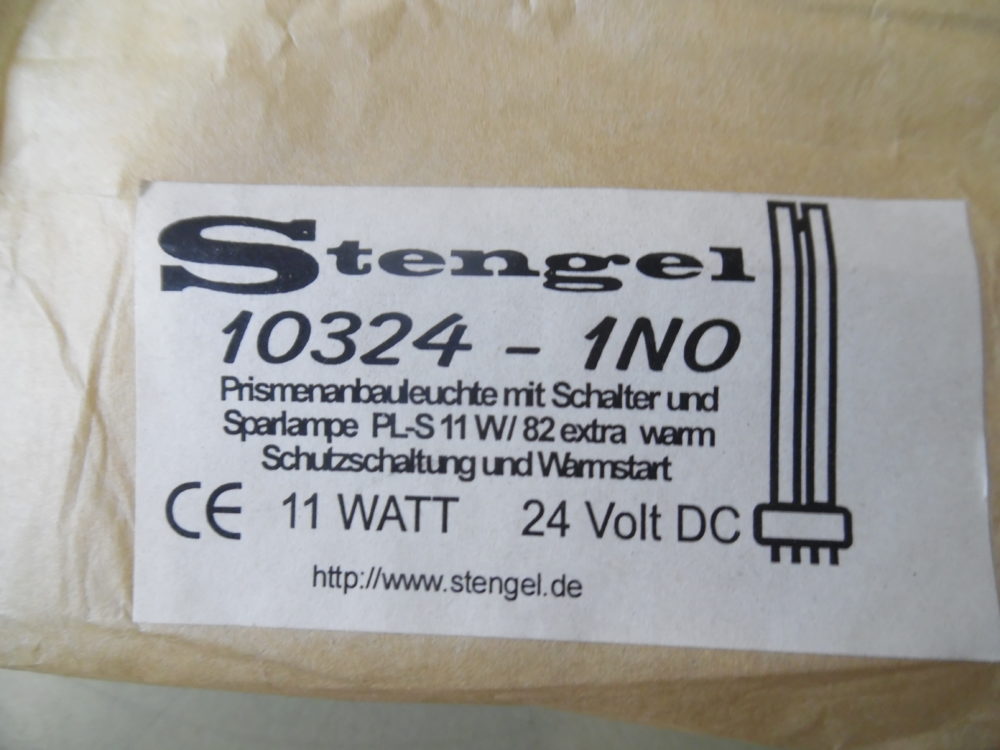 Stengel
10324 - 1NO
Prismenanbauleuchte mit Schalter und
Sparlampe PL-S 11 W/ 82 extra warm
Schutzschaltung und Warmstart
CE 11 WATT 24 Volt DC
http://www.stengel.de